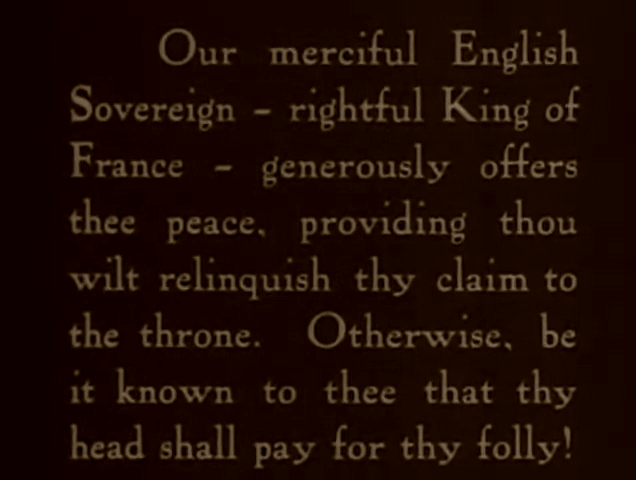 Our merciful English
Sovereign - rightful King of
France - generously offers
thee peace, providing thou
wilt relinquish thy claim to
the throne. Otherwise, be
it known to thee that thy
head shall pay for thy folly!